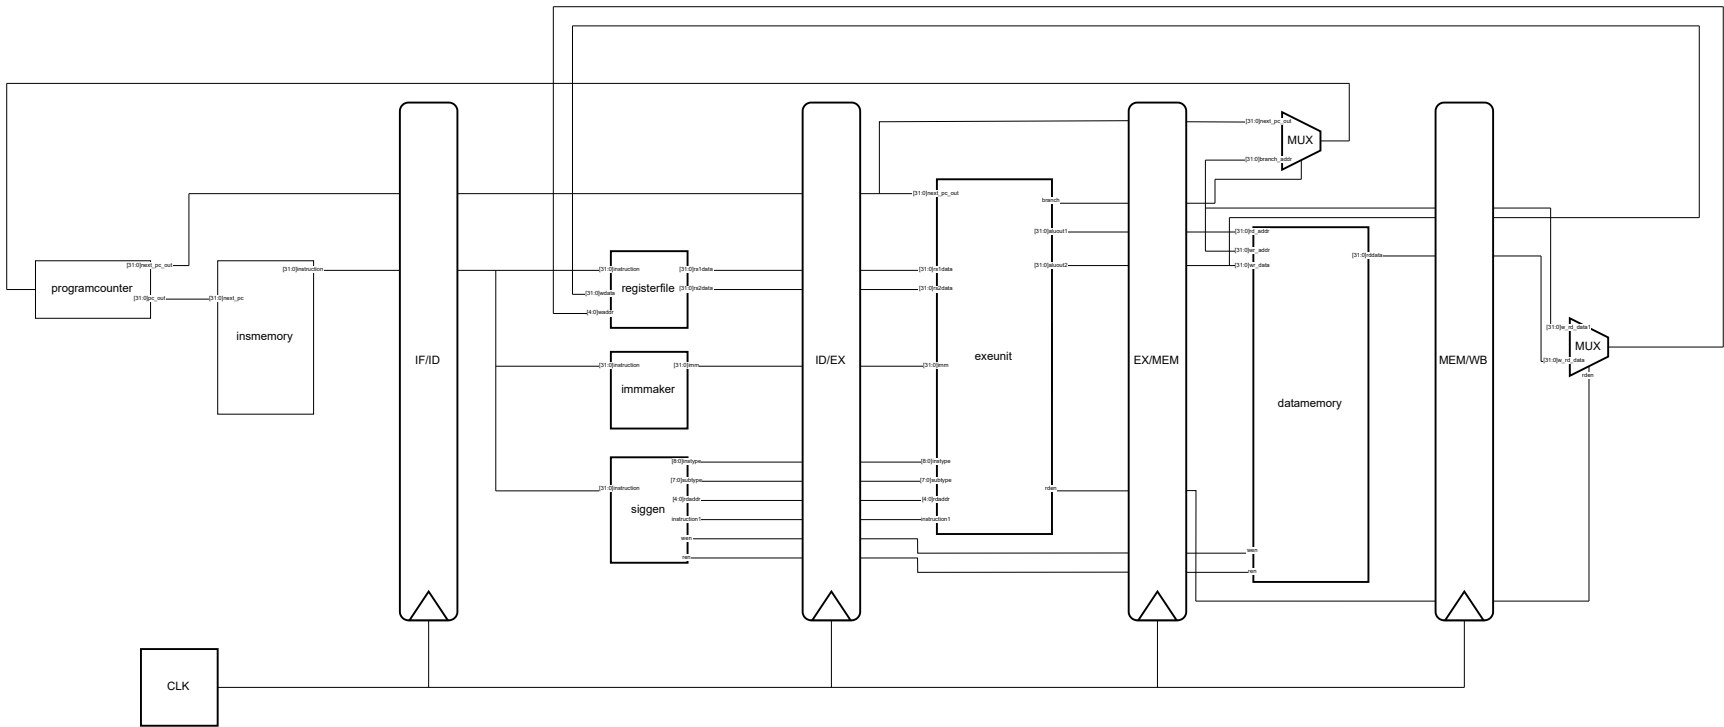 [31:0]next_pc_out
MUX
[31:0]branch_addr
[31:0]next_pc_out
branch
[31:0]aluout1
[31:0]rd_addr
[31:0]wr_addr
[31:0]next_pc_out
[31:0]aluout2
[31:0]wr_data
[31:0]rddata
[31:0]instruction
[31:0]instruction
[31:0]rs1data
[31:0]rs1data
programcounter
registerfile
[31:0]rs2data
[31:0]rs2data
[31:0]wdata
[31:0]pc_out
[31:0]next_pc
[4:0]waddr
[31:0]w_rd_data1
insmemory
MUX
IF/ID
ID/EX
exeunit
EX/MEM
MEM/WB
[31:0]w_rd_data
[31:0]instruction
[31:0]imm
[31:0]imm
rden
immmaker
datamemory
[8:0]instype
[8:0]instype
[7:0]subtype
[7:0]subtype
[31:0]instruction
rden
[4:0]rdaddr
[4:0]rdaddr
siggen
instruction1
instruction1
wen
wen
ren
ren
CLK